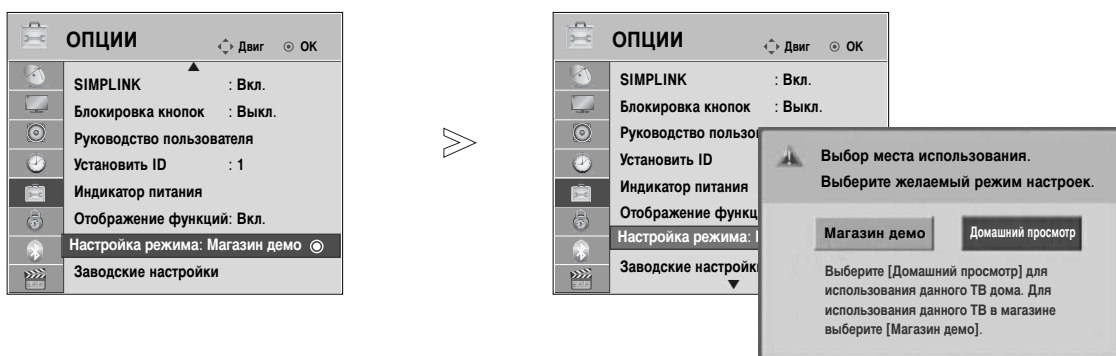 ОПЦИИ
Двиг OK
SIMPLINK : Вкл.
Блокировка кнопок : Выкл.
Руководство пользователя
Установить ID : 1
Индикатор питания
Отображение функций: Вкл.
Настройка режима: Магазин демо
Заводские настройки
ОПЦИИ
Двиг OK
SIMPLINK : Вкл.
Блокировка кнопок : Выкл.
Руководство пользо
Установить ID
Индикатор питания
Отображение функц
Настройка режима:
Заводские настройк
Выбор места использования.
Выберите желаемый режим настроек.
Магазин демо Домашний просмотр
Выберите [Домашний просмотр] для
использования данного ТВ дома. Для
использования данного ТВ в магазине
выберите [Магазин демо].